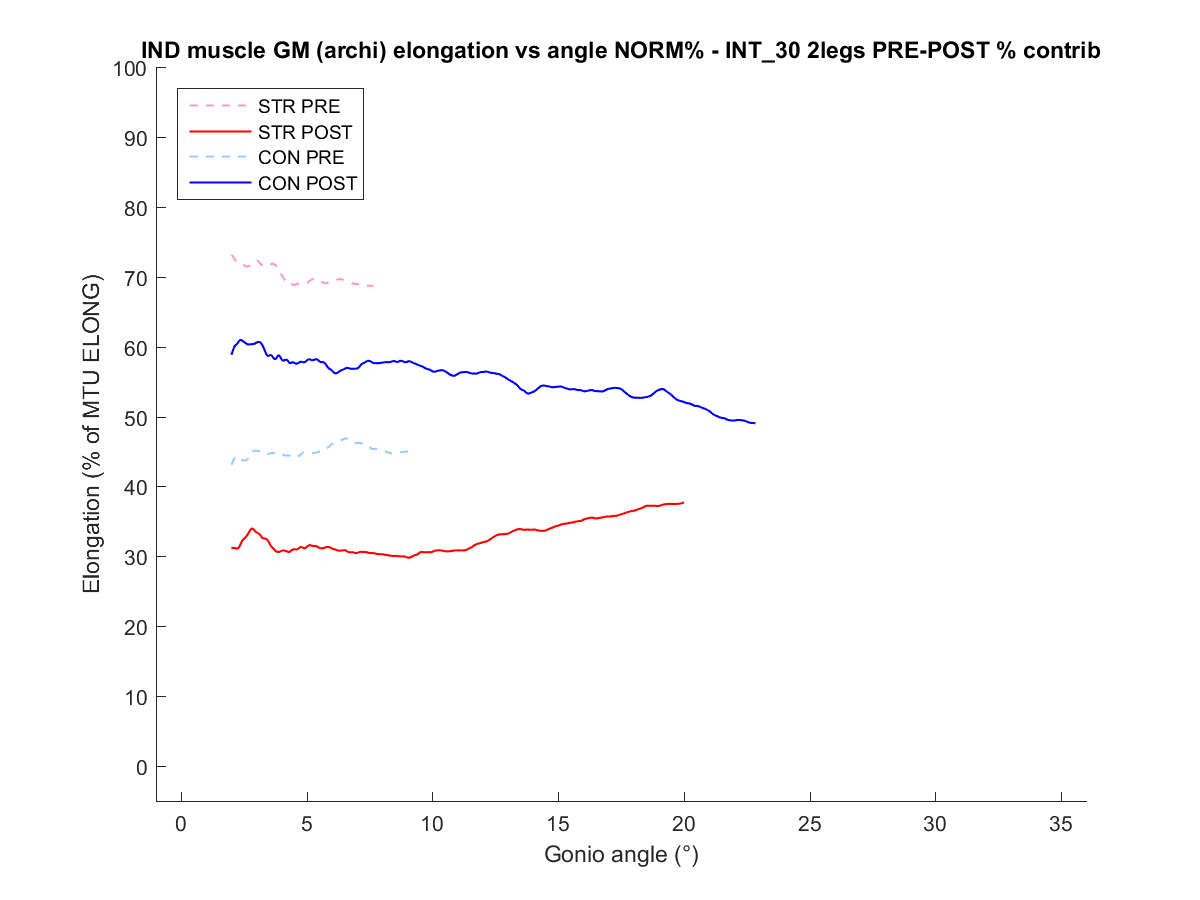 IND muscle GM (archi) elongation vs angle NORM% - INT_30 2legs PRE-POST % contrib
100
90
80
70
60
50
40
30
20
10
0
STR PRE
STR POST
CON PRE
CON POST
Elongation (% of MTU ELONG)
0 5 10 15 20 25 30 35
Gonio angle (°)